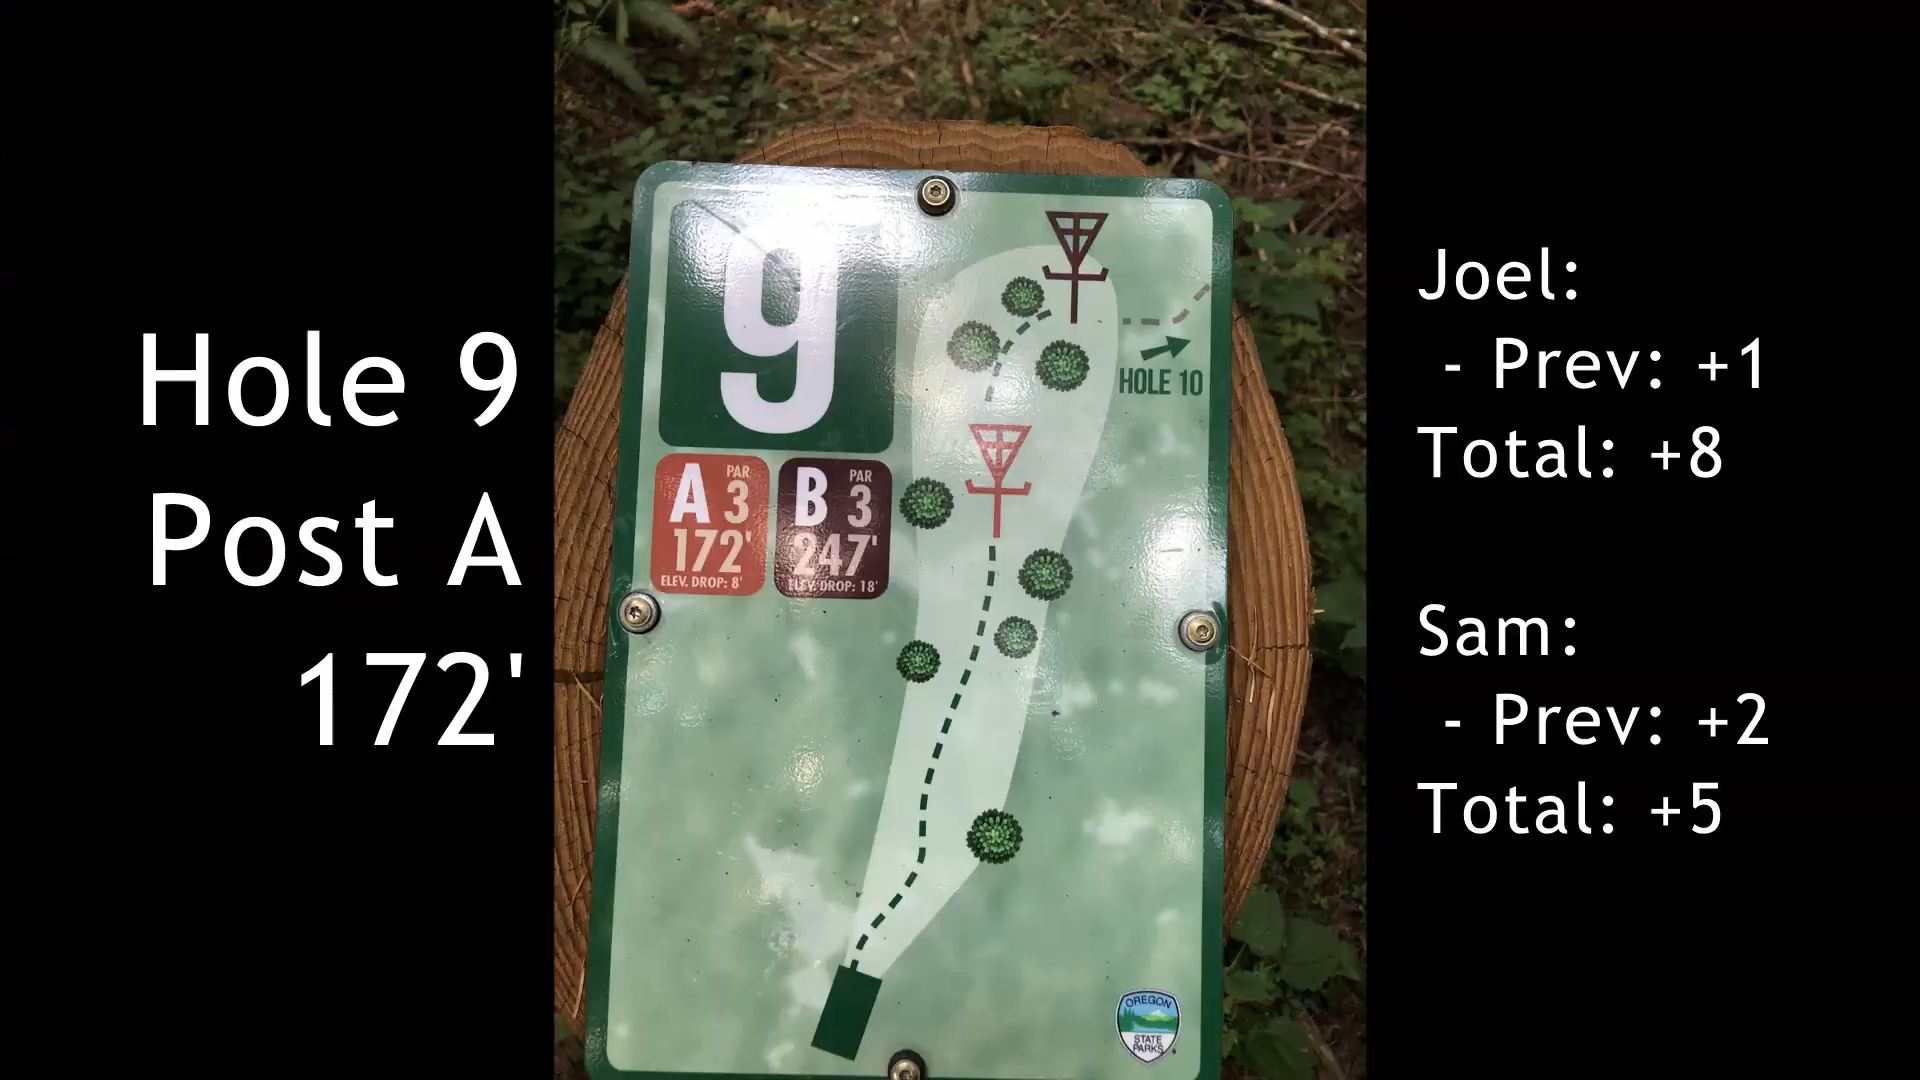 Hole 9
Post A
172'
9
A PAR 3
172'
ELEV. DROP: 8'
B PAR 3
247'
ELEV. DROP: 18'
HOLE 10
OREGON
STATE
PARKS
Joel:
- Prev: +1
Total: +8
Sam:
- Prev: +2
Total: +5